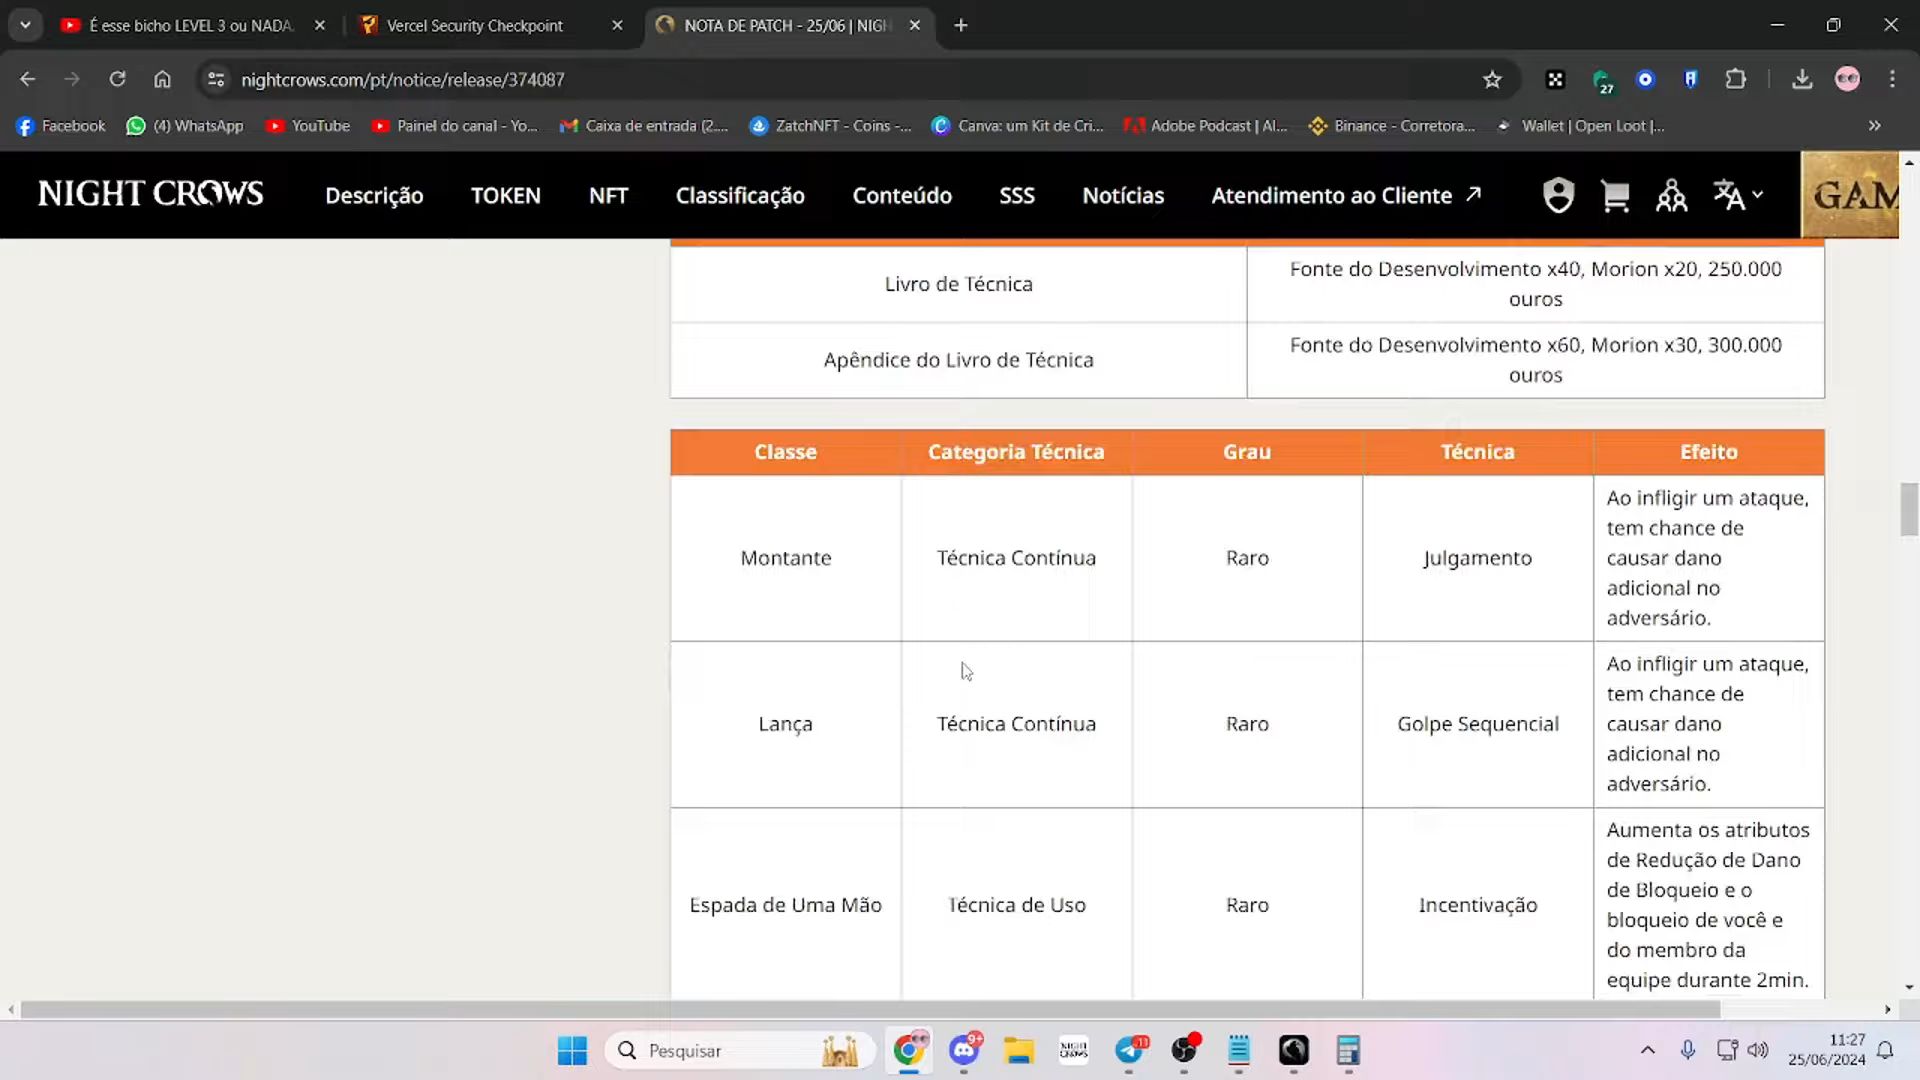 É esse bicho LEVEL 3 ou NADA.
Vercel Security Checkpoint
NOTA DE PATCH - 25/06 | NIGH
nightcrows.com/pt/notice/release/374087
27
Facebook
(4) WhatsApp
YouTube
Painel do canal - Yo...
Caixa de entrada (2....
ZatchNFT - Coins -...
Canva: um Kit de Cri...
Adobe Podcast | AI...
Binance - Corretora...
Wallet | Open Loot |...
NIGHT CROWS
Descrição
TOKEN
NFT
Classificação
Conteúdo
SSS
Notícias
Atendimento ao Cliente
GAM
Livro de Técnica
Fonte do Desenvolvimento x40, Morion x20, 250.000
ouros
Apêndice do Livro de Técnica
Fonte do Desenvolvimento x60, Morion x30, 300.000
ouros
Classe
Categoria Técnica
Grau
Técnica
Efeito
Montante
Técnica Contínua
Raro
Julgamento
Ao infligir um ataque,
tem chance de
causar dano
adicional no
adversário.
Lança
Técnica Contínua
Raro
Golpe Sequencial
Ao infligir um ataque,
tem chance de
causar dano
adicional no
adversário.
Espada de Uma Mão
Técnica de Uso
Raro
Incentivação
Aumenta os atributos
de Redução de Dano
de Bloqueio e o
bloqueio de você e
do membro da
equipe durante 2min.
Pesquisar
9+
NIGHT
CROWS
11
11:27
25/06/2024